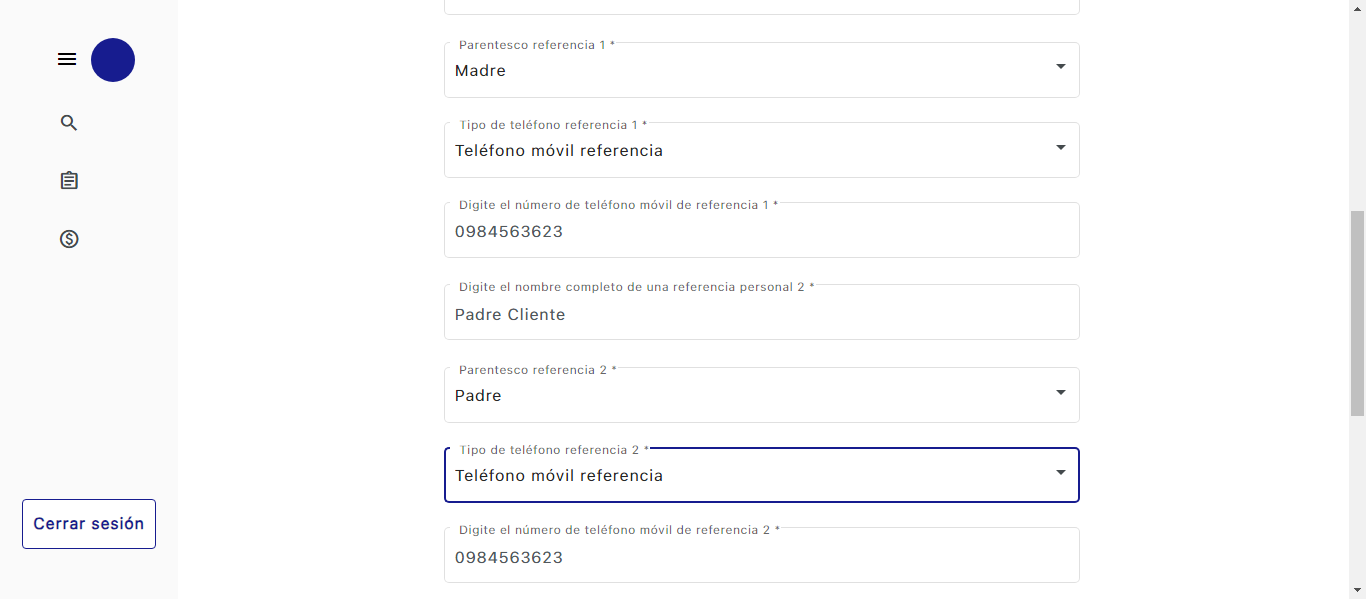 Parentesco referencia 1 *
Madre
Tipo de teléfono referencia 1 *
Teléfono móvil referencia
Digite el número de teléfono móvil de referencia 1 *
0984563623
Digite el nombre completo de una referencia personal 2 *
Padre Cliente
Parentesco referencia 2 *
Padre
Tipo de teléfono referencia 2 *
Teléfono móvil referencia
Cerrar sesión
Digite el número de teléfono móvil de referencia 2 *
0984563623